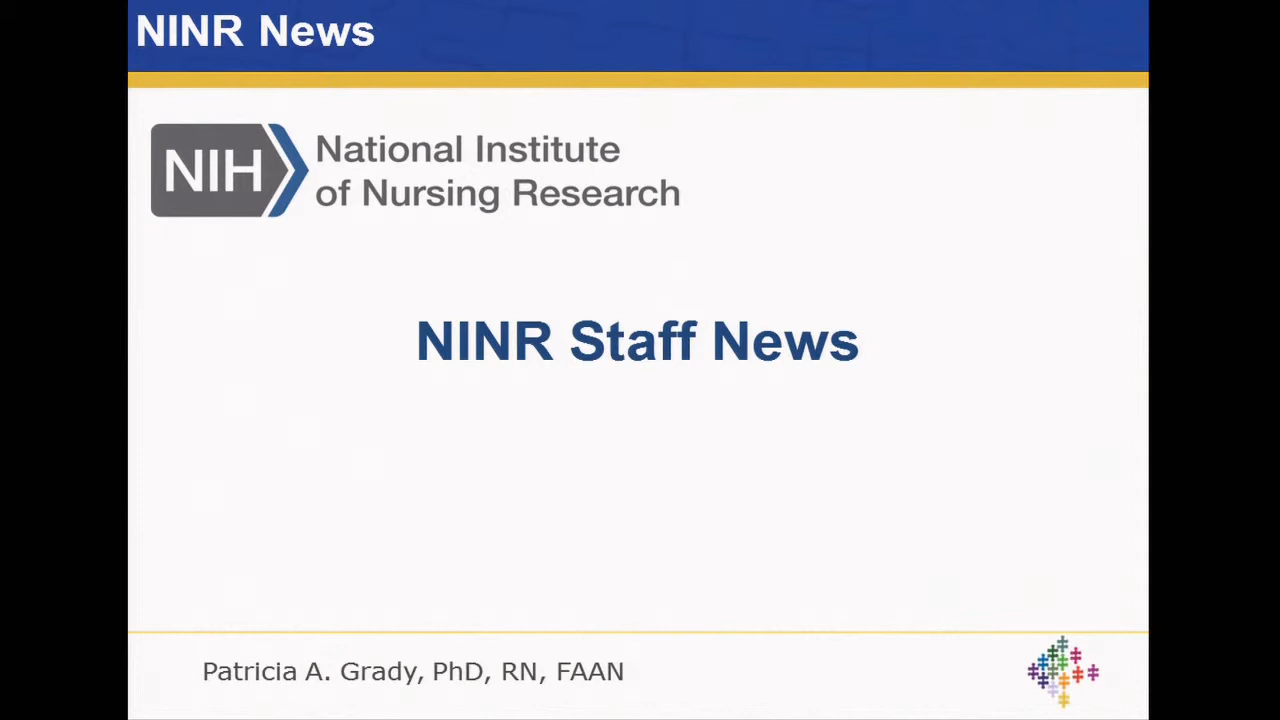 NINR News
NIH
National Institute
of Nursing Research
NINR Staff News
Patricia A. Grady, PhD, RN, FAAN